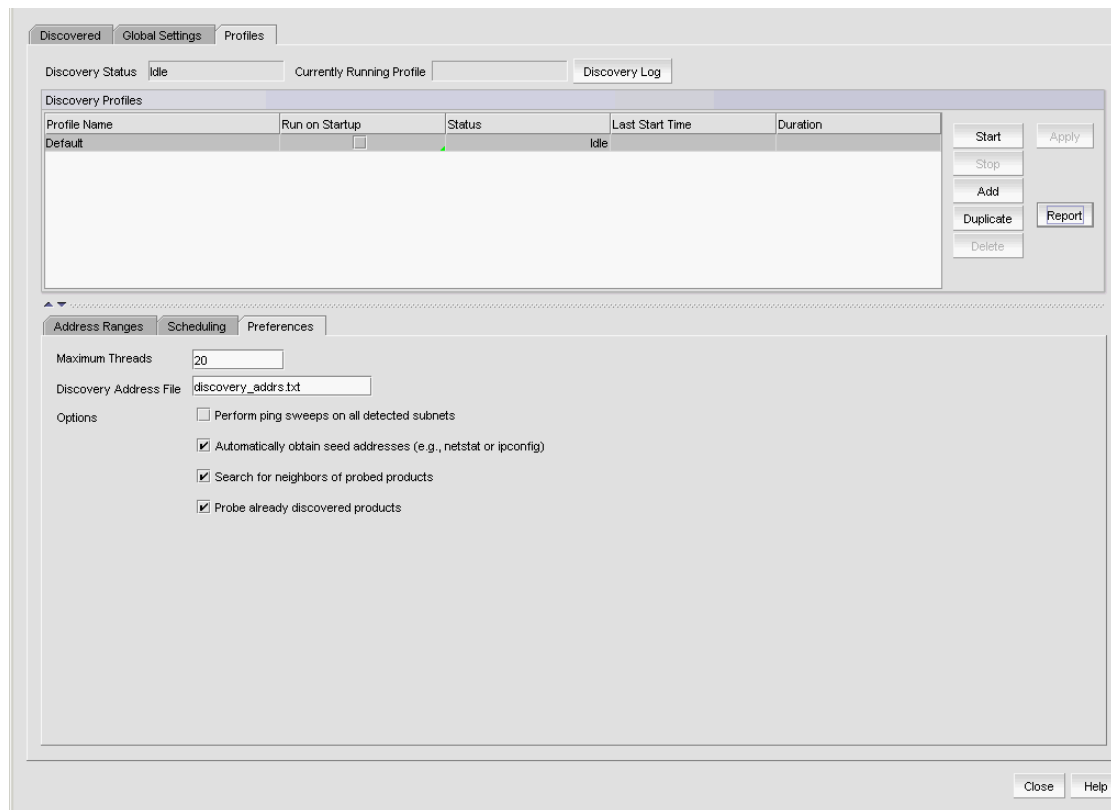 Discovered Global Settings Profiles
Discovery Status Idle Currently Running Profile Discovery Log
Discovery Profiles
Profile Name Run on Startup Status Last Start Time Duration
Default Idle
Start Apply
Stop
Add
Duplicate Report
Delete
Address Ranges Scheduling Preferences
Maximum Threads 20
Discovery Address File discovery_addrs.txt
Options Perform ping sweeps on all detected subnets
Automatically obtain seed addresses (e.g., netstat or ipconfig)
Search for neighbors of probed products
Probe already discovered products
Close Help